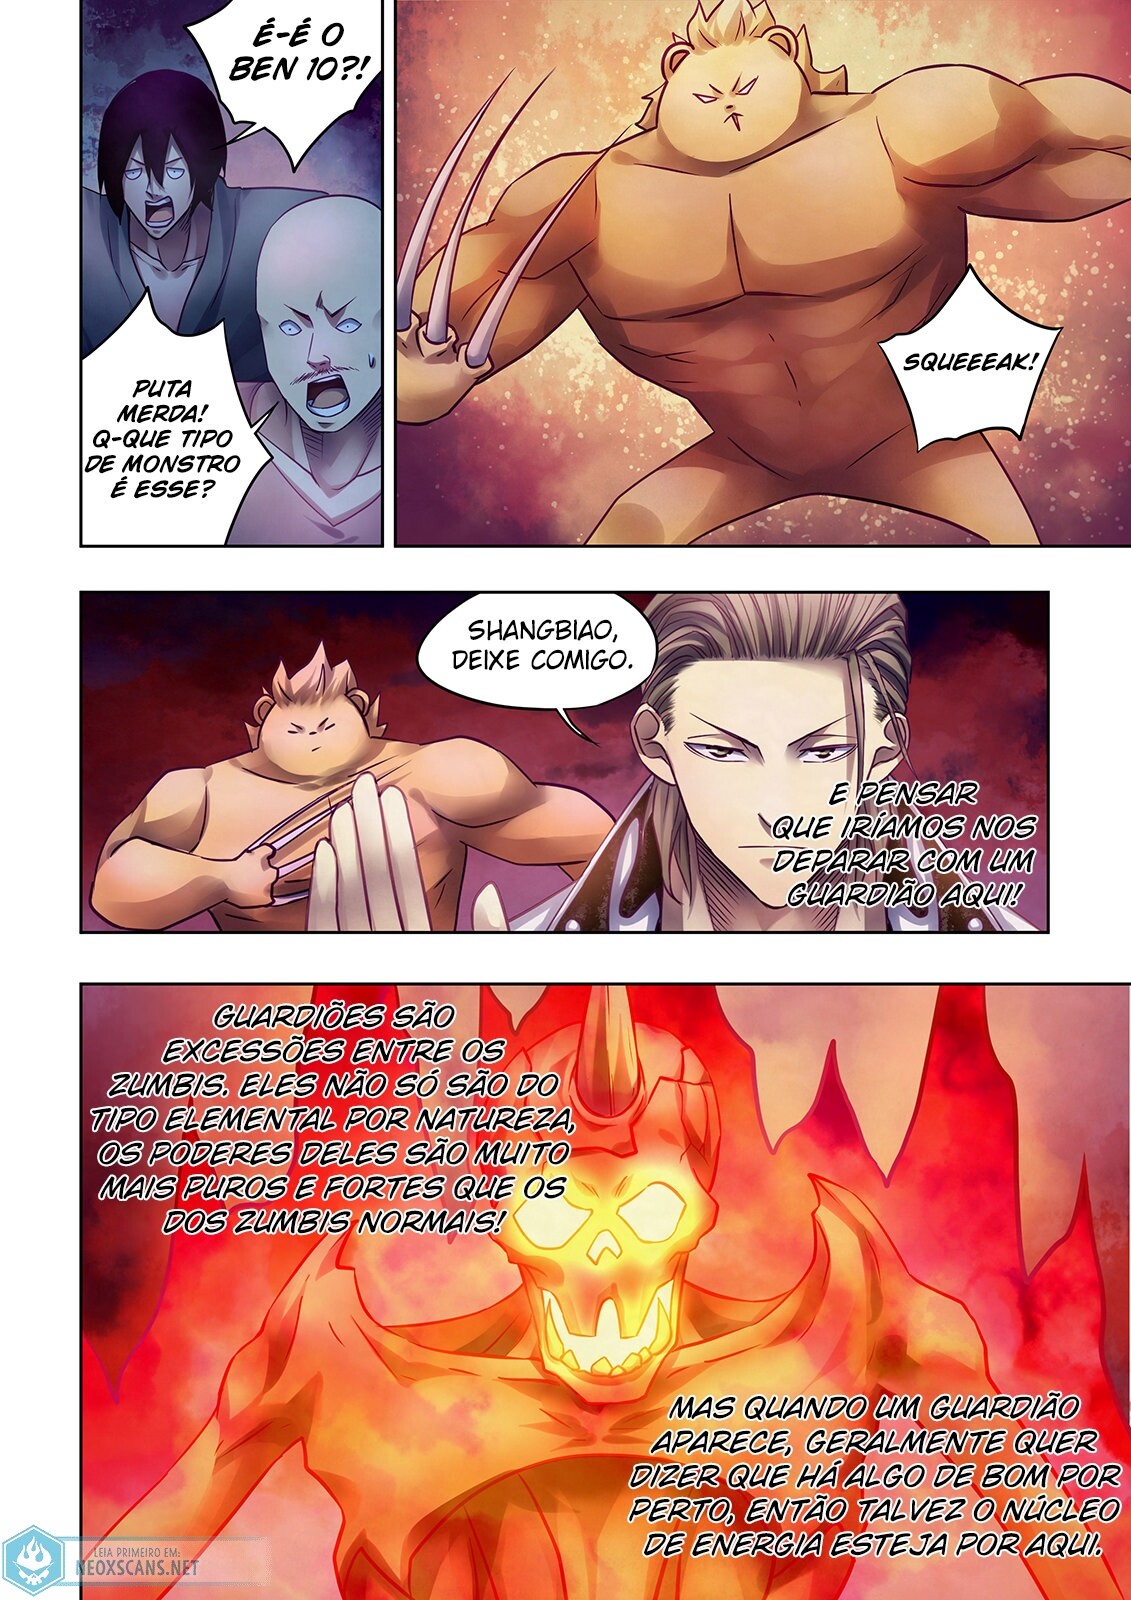 É-É O
BEN 10?!
PUTA
MERDA!
Q-QUE TIPO
DE MONSTRO
É ESSE?
SQUEEEAK!
SHANGBIAO,
DEIXE COMIGO.
E PENSAR
QUE IRÍAMOS NOS
DEPARAR COM UM
GUARDIÃO AQUI!
GUARDIÕES SÃO
EXCESSÕES ENTRE OS
ZUMBIS. ELES NÃO SÓ SÃO DO
TIPO ELEMENTAL POR NATUREZA,
OS PODERES DELES SÃO MUITO
MAIS PUROS E FORTES QUE OS
DOS ZUMBIS NORMAIS!
MAS QUANDO UM GUARDIÃO
APARECE, GERALMENTE QUER
DIZER QUE HÁ ALGO DE BOM POR
PERTO, ENTÃO TALVEZ O NÚCLEO
DE ENERGIA ESTEJA POR AQUI.
LEIA PRIMEIRO EM:
NEOXSCANS.NET